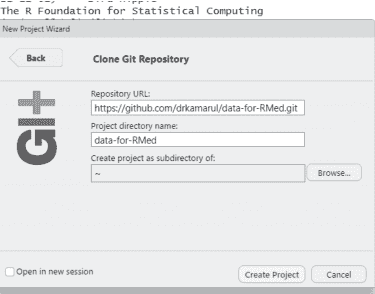 The R Foundation for Statistical Computing
New Project Wizard
Back
Clone Git Repository
GIt
Repository URL:
https://github.com/drkamarul/data-for-RMed.git
Project directory name:
data-for-RMed
Create project as subdirectory of:
~
Browse...
Open in new session
Create Project
Cancel